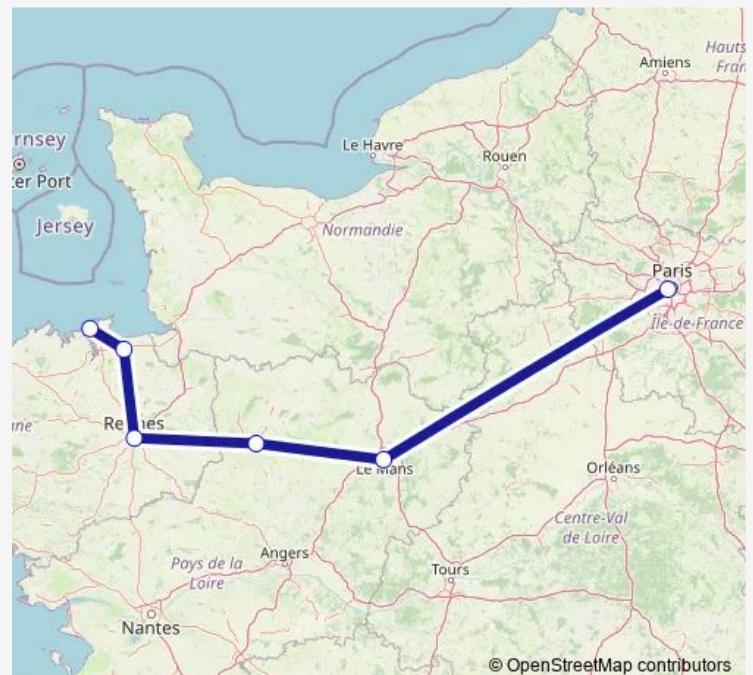 Hauts
Fran
Amiens
Le Havre
Rouen
rnsey
er Port
Jersey
Normandie
Paris
Île-de-France
ne
Re nes
Le Mans
Orléans
Centre-Val
de Loire
Angers
Pays de la
Loire
Tours
Nantes
© OpenStreetMap contributors